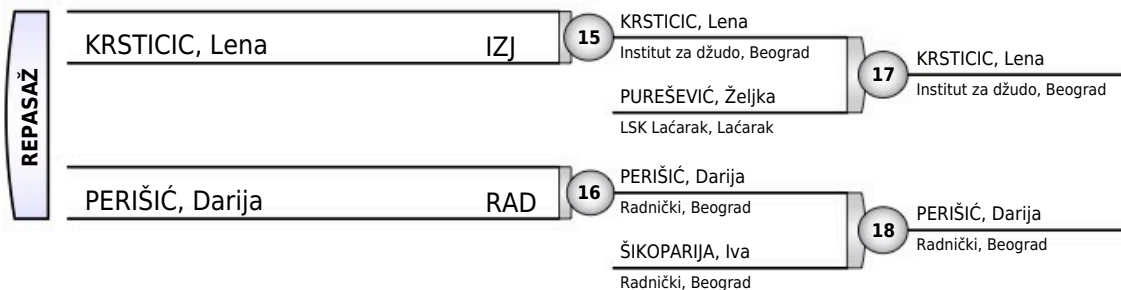 REPASAŽ
KRSTICIC, Lena IZJ
15
KRSTICIC, Lena
Institut za džudo, Beograd
PUREŠEVIĆ, Željka
LSK Laćarak, Laćarak
17
KRSTICIC, Lena
Institut za džudo, Beograd
PERIŠIĆ, Darija RAD
16
PERIŠIĆ, Darija
Radnički, Beograd
ŠIKOPARIJA, Iva
Radnički, Beograd
18
PERIŠIĆ, Darija
Radnički, Beograd